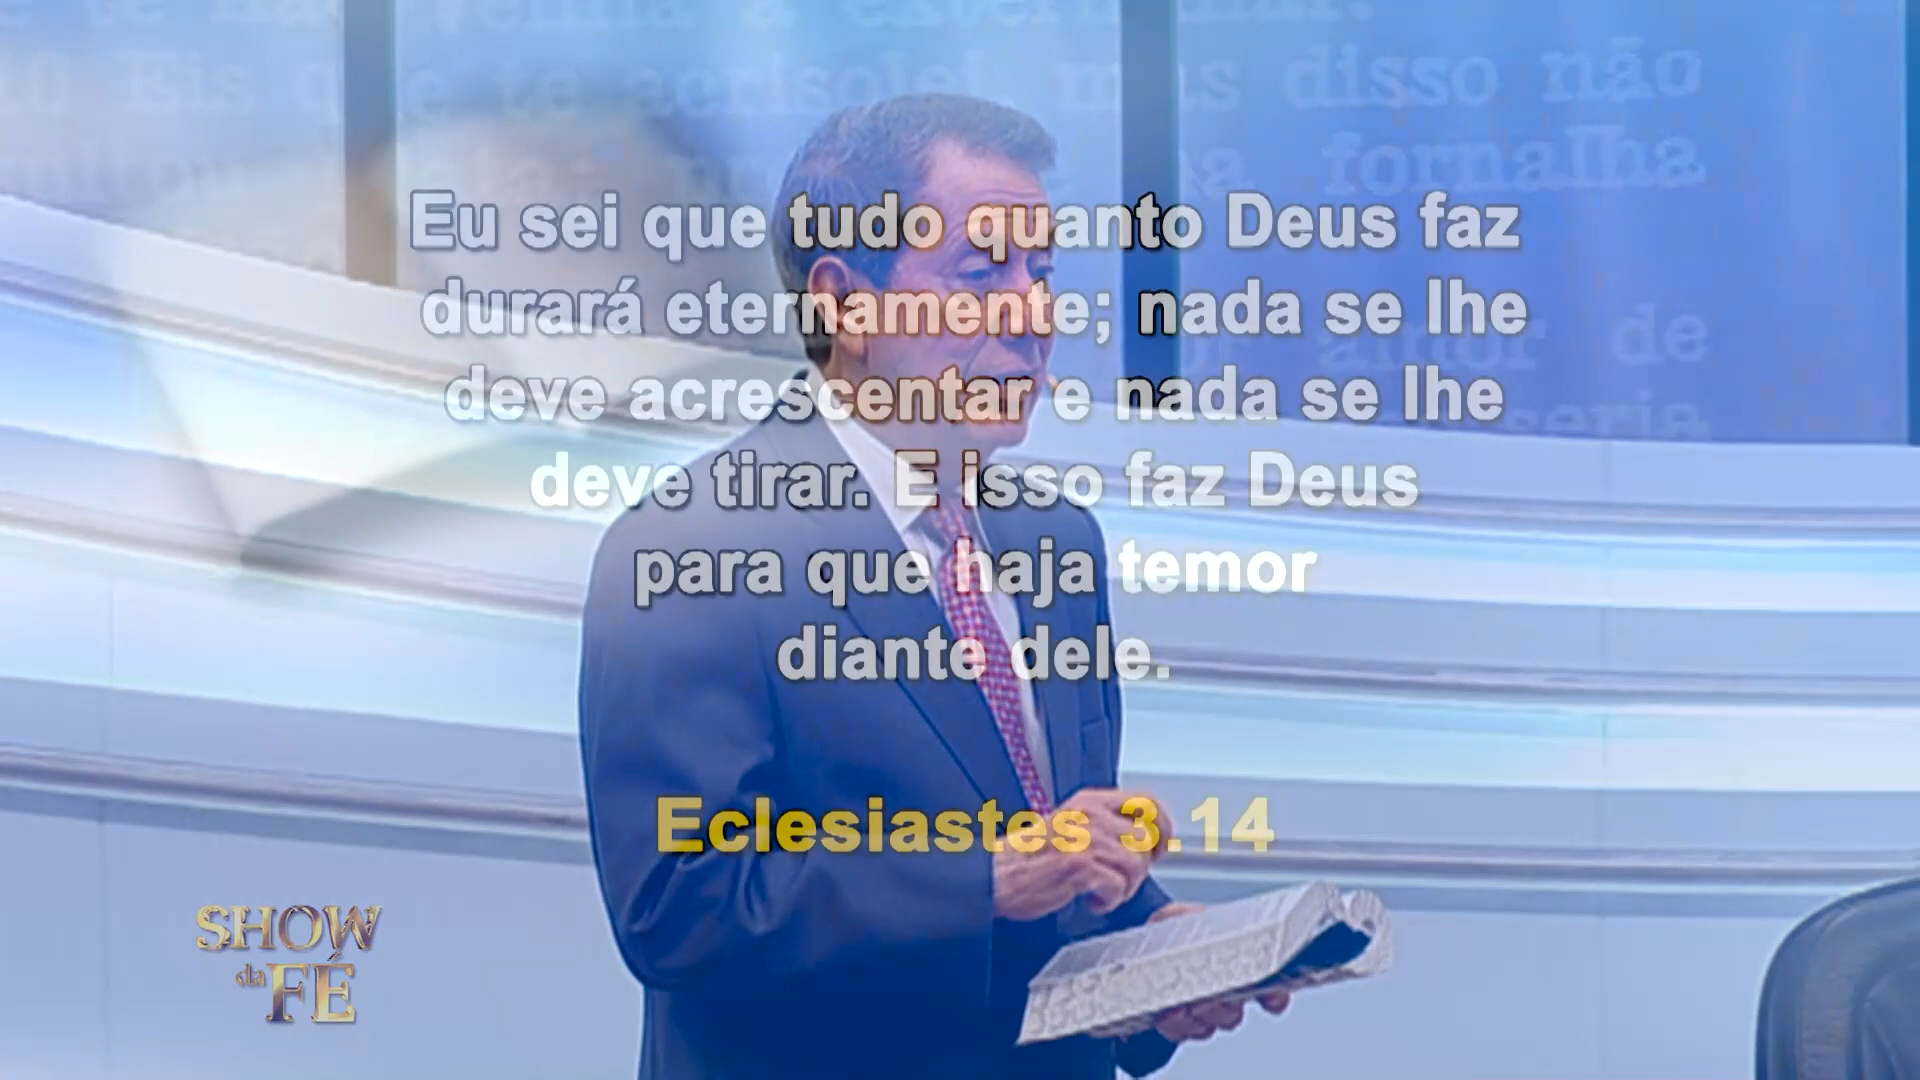 disso não
fornalha
amor de
seria
Eu sei que tudo quanto Deus faz
durará eternamente; nada se lhe
deve acrescentar e nada se lhe
deve tirar. E isso faz Deus
para que haja temor
diante dele.
Eclesiastes 3.14
SHOW
da FÉ